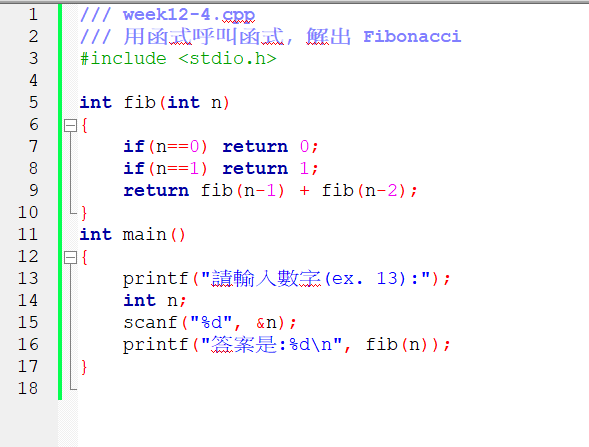 1 /// week12-4.cpp
2 /// 用函式呼叫函式, 解出 Fibonacci
3 #include <stdio.h>
4
5 int fib(int n)
6 {
7 if(n==0) return 0;
8 if(n==1) return 1;
9 return fib(n-1) + fib(n-2);
10 }
11 int main()
12 {
13 printf("請輸入數字(ex. 13):");
14 int n;
15 scanf("%d", &n);
16 printf("答案是:%d\n", fib(n));
17 }
18